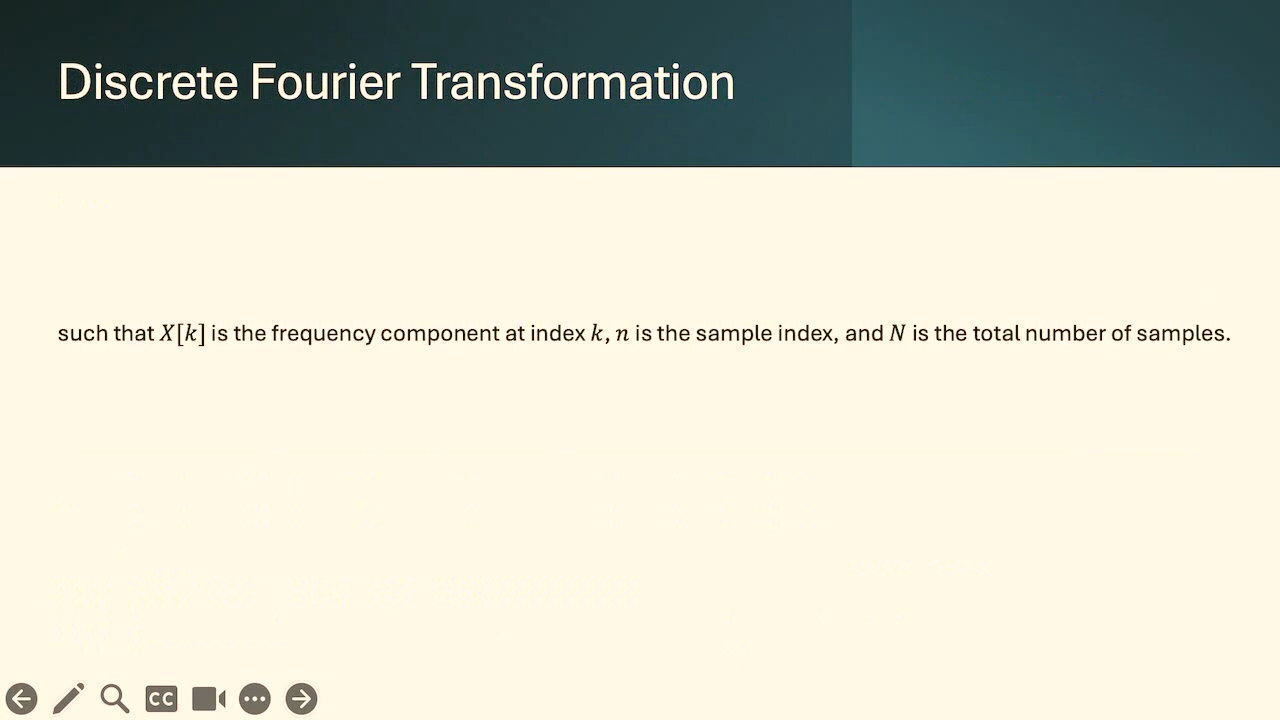 Discrete Fourier Transformation
such that X[k] is the frequency component at index k, n is the sample index, and N is the total number of samples.
CC